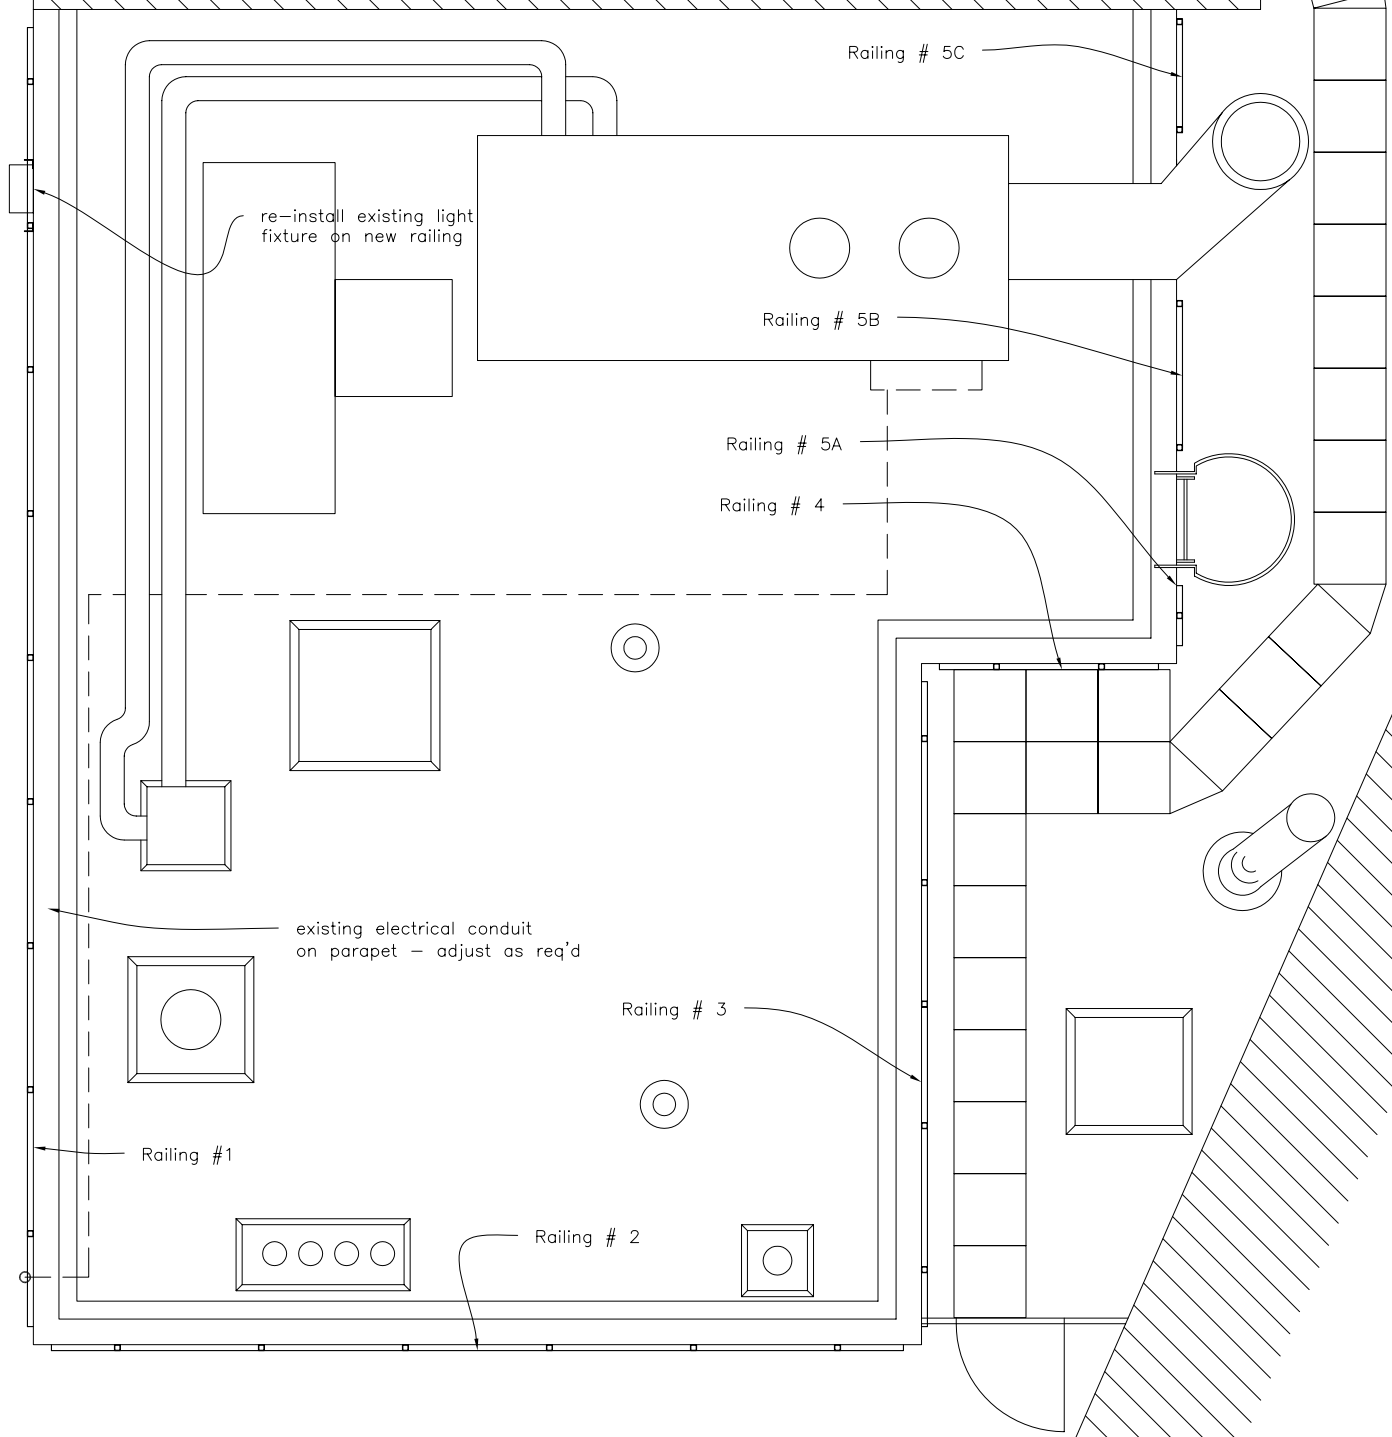 Railing # 5C
re-install existing light
fixture on new railing
Railing # 5B
Railing # 5A
Railing # 4
existing electrical conduit
on parapet - adjust as req'd
Railing # 3
Railing #1
Railing # 2